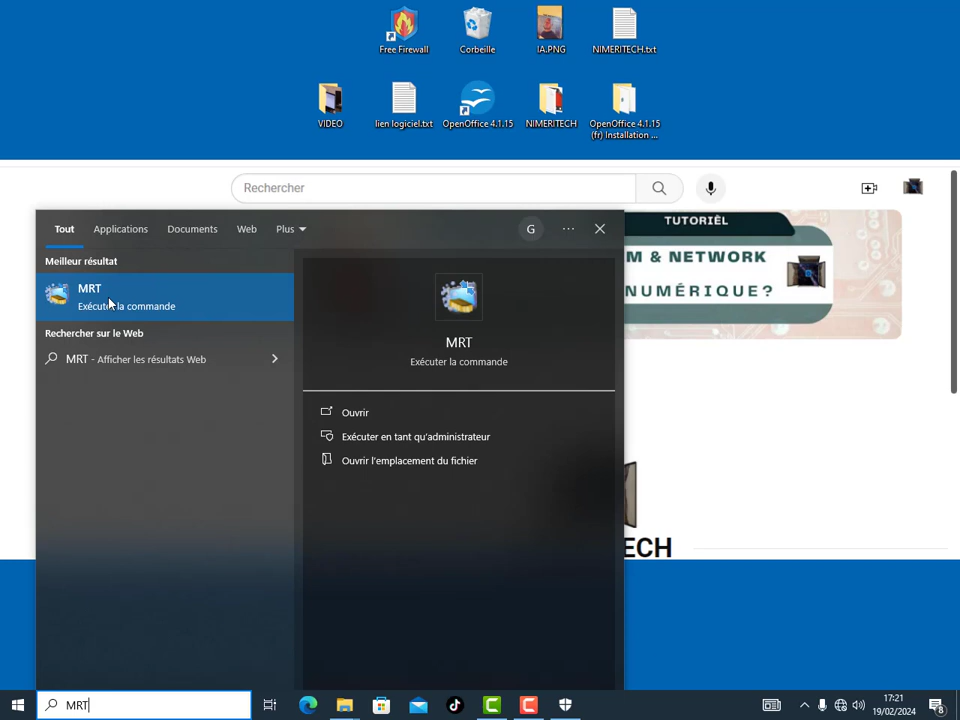 Free Firewall
Corbeille
IA.PNG
NIMERITECH.txt
VIDEO
lien logiciel.txt
OpenOffice 4.1.15
NIMERITECH
OpenOffice 4.1.15
(fr) Installation ...
Rechercher
Tout
Applications
Documents
Web
Plus
G
TUTORIËL
M & NETWORK
NUMÉRIQUE?
Meilleur résultat
MRT
Exécuter la commande
Rechercher sur le Web
MRT - Afficher les résultats Web
MRT
Exécuter la commande
Ouvrir
Exécuter en tant qu'administrateur
Ouvrir l'emplacement du fichier
ECH
MRT
17:21
19/02/2024
8